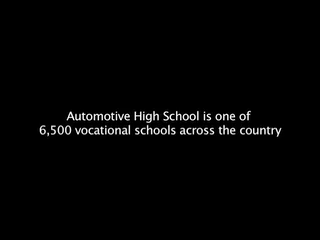 Automotive High School is one of
6,500 vocational schools across the country